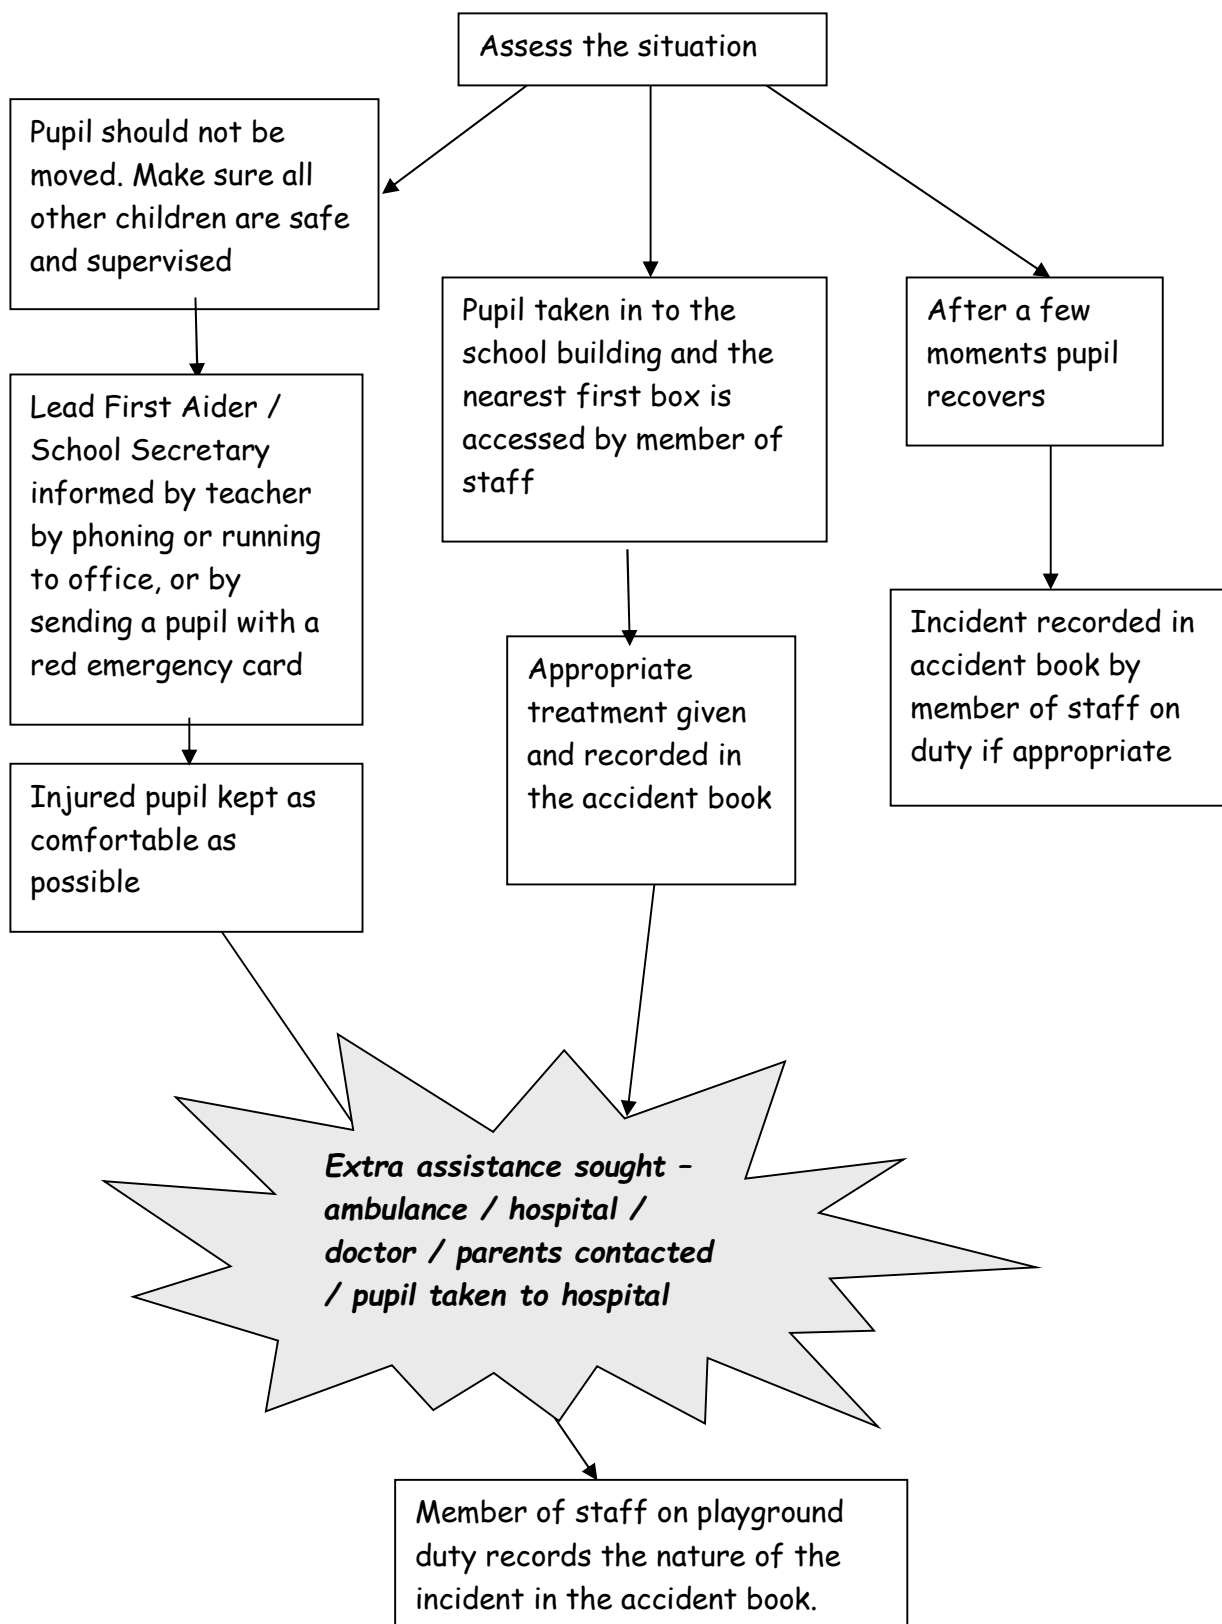 Assess the situation
Pupil should not be
moved. Make sure all
other children are safe
and supervised
Lead First Aider /
School Secretary
informed by teacher
by phoning or running
to office, or by
sending a pupil with a
red emergency card
Injured pupil kept as
comfortable as
possible
Pupil taken in to the
school building and the
nearest first box is
accessed by member of
staff
Appropriate
treatment given
and recorded in
the accident book
After a few
moments pupil
recovers
Incident recorded in
accident book by
member of staff on
duty if appropriate
Extra assistance sought –
ambulance / hospital /
doctor / parents contacted
/ pupil taken to hospital
Member of staff on playground
duty records the nature of the
incident in the accident book.